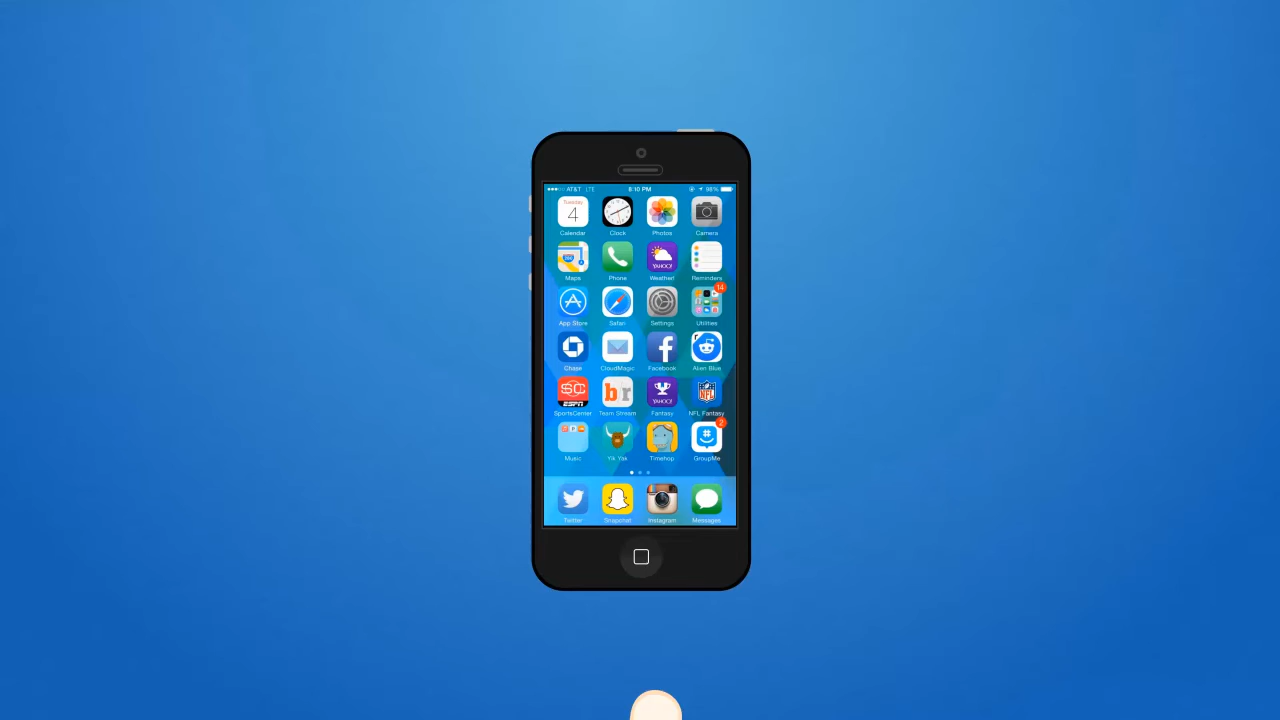 AT&T LTE 8:10 PM 98%
Tuesday
4
Calendar Clock Photos Camera
280
YAHOO!
Maps Phone Weather! Reminders
14
App Store Safari Settings Utilities
Chase CloudMagic Facebook Alien Blue
SC
ESPN
br
YAHOO!
NFL
SportsCenter Team Stream Fantasy NFL Fantasy
2
Music Yik Yak Timehop GroupMe
Twitter Snapchat Instagram Messages